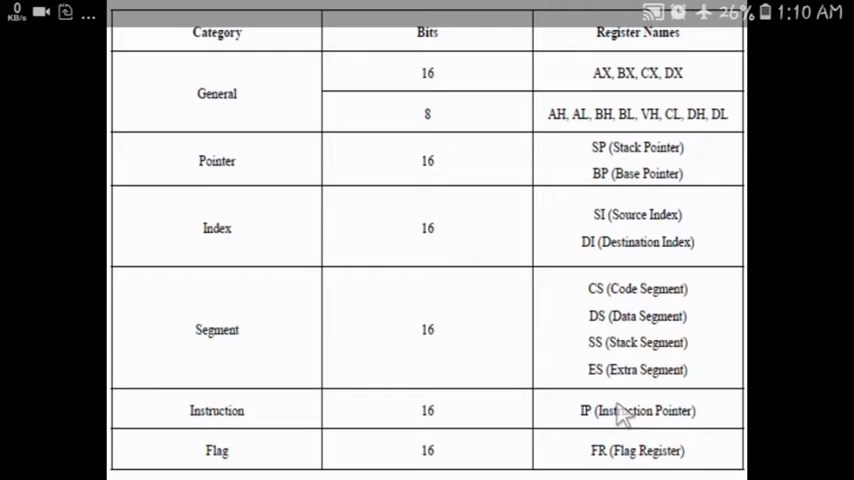 0
KB/s
...
26%
1:10 AM
Category Bits Register Names
General 16 AX, BX, CX, DX
8 AH, AL, BH, BL, VH, CL, DH, DL
Pointer 16 SP (Stack Pointer)
BP (Base Pointer)
Index 16 SI (Source Index)
DI (Destination Index)
Segment 16 CS (Code Segment)
DS (Data Segment)
SS (Stack Segment)
ES (Extra Segment)
Instruction 16 IP (Instruction Pointer)
Flag 16 FR (Flag Register)